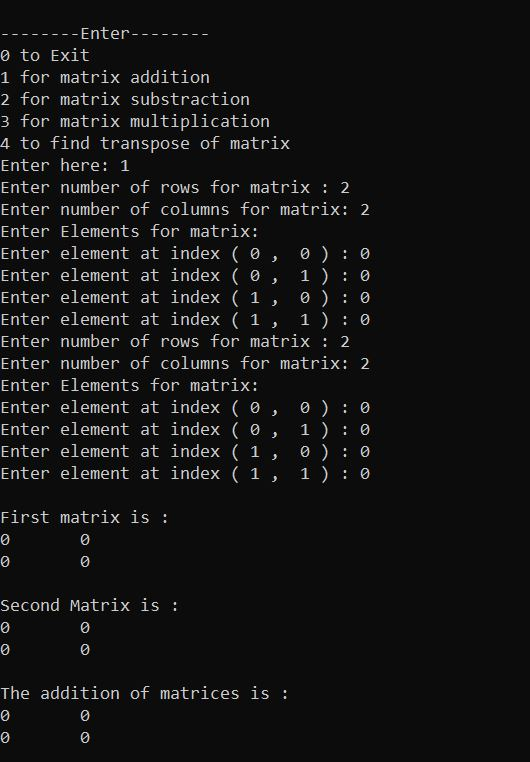 --------Enter--------
0 to Exit
1 for matrix addition
2 for matrix substraction
3 for matrix multiplication
4 to find transpose of matrix
Enter here: 1
Enter number of rows for matrix : 2
Enter number of columns for matrix: 2
Enter Elements for matrix:
Enter element at index ( 0 ,  0 ) : 0
Enter element at index ( 0 ,  1 ) : 0
Enter element at index ( 1 ,  0 ) : 0
Enter element at index ( 1 ,  1 ) : 0
Enter number of rows for matrix : 2
Enter number of columns for matrix: 2
Enter Elements for matrix:
Enter element at index ( 0 ,  0 ) : 0
Enter element at index ( 0 ,  1 ) : 0
Enter element at index ( 1 ,  0 ) : 0
Enter element at index ( 1 ,  1 ) : 0
First matrix is :
0       0
0       0
Second Matrix is :
0       0
0       0
The addition of matrices is :
0       0
0       0